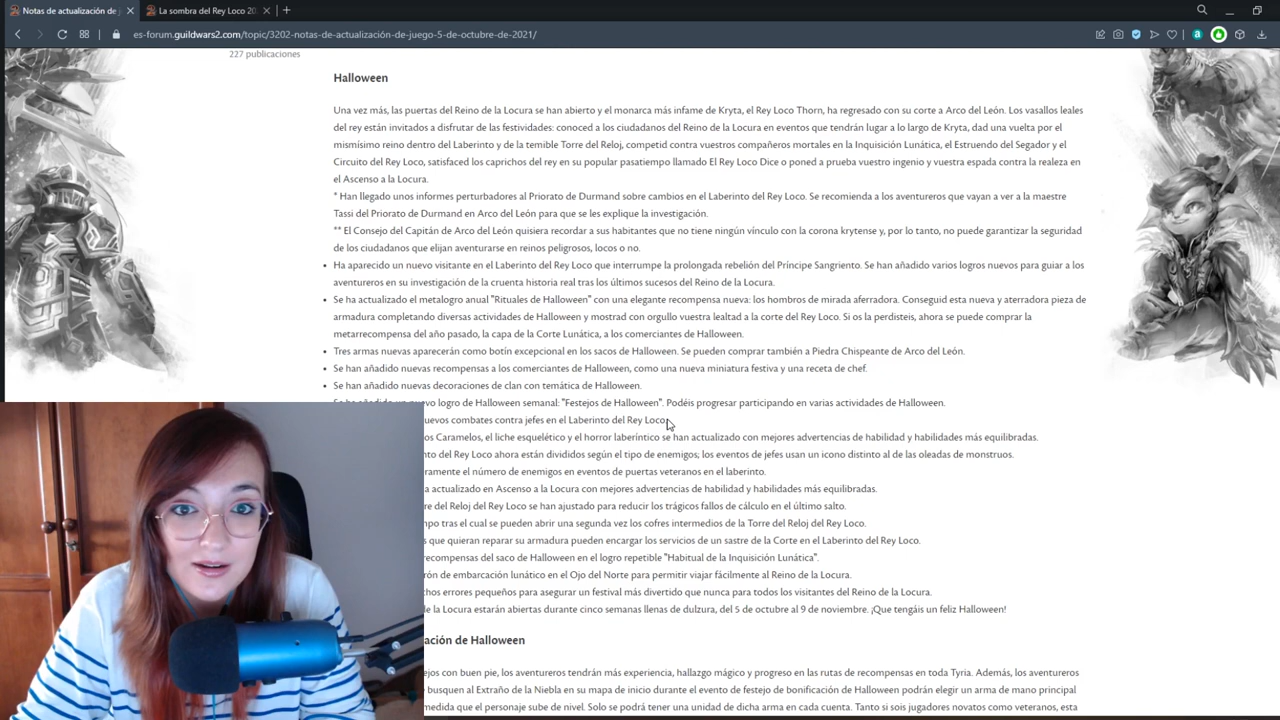 Notas de actualización de
La sombra del Rey Loco 20
88
es-forum.guildwars2.com/topic/3202-notas-de-actualización-de-juego-5-de-octubre-de-2021/
227 publicaciones
Halloween
Una vez más, las puertas del Reino de la Locura se han abierto y el monarca más infame de Kryta, el Rey Loco Thorn, ha regresado con su corte a Arco del León. Los vasallos leales
del rey están invitados a disfrutar de las festividades: conoced a los ciudadanos del Reino de la Locura en eventos que tendrán lugar a lo largo de Kryta, dad una vuelta por el
mismísimo reino dentro del Laberinto y de la temible Torre del Reloj, competid contra vuestros compañeros mortales en la Inquisición Lunática, el Estruendo del Segador y el
Circuito del Rey Loco, satisfaced los caprichos del rey en su popular pasatiempo llamado El Rey Loco Dice o poned a prueba vuestro ingenio y vuestra espada contra la realeza en
el Ascenso a la Locura.
* Han llegado unos informes perturbadores al Priorato de Durmand sobre cambios en el Laberinto del Rey Loco. Se recomienda a los aventureros que vayan a ver a la maestre
Tassi del Priorato de Durmand en Arco del León para que se les explique la investigación.
** El Consejo del Capitán de Arco del León quisiera recordar a sus habitantes que no tiene ningún vínculo con la corona krytense y, por lo tanto, no puede garantizar la seguridad
de los ciudadanos que elijan aventurarse en reinos peligrosos, locos o no.
• Ha aparecido un nuevo visitante en el Laberinto del Rey Loco que interrumpe la prolongada rebelión del Príncipe Sangriento. Se han añadido varios logros nuevos para guiar a los
aventureros en su investigación de la cruenta historia real tras los últimos sucesos del Reino de la Locura.
• Se ha actualizado el metalogro anual "Rituales de Halloween" con una elegante recompensa nueva: los hombros de mirada aferradora. Conseguid esta nueva y aterradora pieza de
armadura completando diversas actividades de Halloween y mostrad con orgullo vuestra lealtad a la corte del Rey Loco. Si os la perdisteis, ahora se puede comprar la
metarrecompensa del año pasado, la capa de la Corte Lunática, a los comerciantes de Halloween.
• Tres armas nuevas aparecerán como botín excepcional en los sacos de Halloween. Se pueden comprar también a Piedra Chispeante de Arco del León.
• Se han añadido nuevas recompensas a los comerciantes de Halloween, como una nueva miniatura festiva y una receta de chef.
• Se han añadido nuevas decoraciones de clan con temática de Halloween.
logro de Halloween semanal: "Festejos de Halloween". Podéis progresar participando en varias actividades de Halloween.
uevos combates contra jefes en el Laberinto del Rey Loco.
os Caramelos, el liche esquelético y el horror laberíntico se han actualizado con mejores advertencias de habilidad y habilidades más equilibradas.
nto del Rey Loco ahora están divididos según el tipo de enemigos; los eventos de jefes usan un icono distinto al de las oleadas de monstruos.
ramente el número de enemigos en eventos de puertas veteranos en el laberinto.
a actualizado en Ascenso a la Locura con mejores advertencias de habilidad y habilidades más equilibradas.
re del Reloj del Rey Loco se han ajustado para reducir los trágicos fallos de cálculo en el último salto.
mpo tras el cual se pueden abrir una segunda vez los cofres intermedios de la Torre del Reloj del Rey Loco.
s que quieran reparar su armadura pueden encargar los servicios de un sastre de la Corte en el Laberinto del Rey Loco.
recompensas del saco de Halloween en el logro repetible "Habitual de la Inquisición Lunática".
rón de embarcación lunático en el Ojo del Norte para permitir viajar fácilmente al Reino de la Locura.
chos errores pequeños para asegurar un festival más divertido que nunca para todos los visitantes del Reino de la Locura.
de la Locura estarán abiertas durante cinco semanas llenas de dulzura, del 5 de octubre al 9 de noviembre. ¡Que tengáis un feliz Halloween!
ación de Halloween
ejos con buen pie, los aventureros tendrán más experiencia, hallazgo mágico y progreso en las rutas de recompensas en toda Tyria. Además, los aventureros
busquen al Extraño de la Niebla en su mapa de inicio durante el evento de festejo de bonificación de Halloween podrán elegir un arma de mano principal
medida que el personaje sube de nivel. Solo se podrá tener una unidad de dicha arma en cada cuenta. Tanto si sois jugadores novatos como veteranos, esta